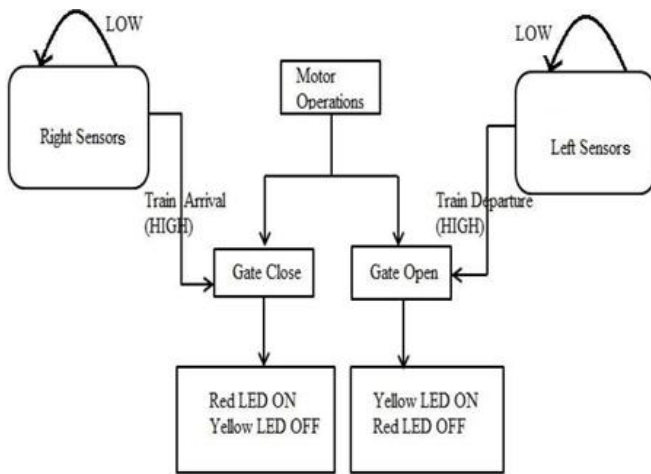 LOW
Right Sensors
Motor
Operations
LOW
Left Sensors
Train Arrival
(HIGH)
Train Departure
(HIGH)
Gate Close
Gate Open
Red LED ON
Yellow LED OFF
Yellow LED ON
Red LED OFF